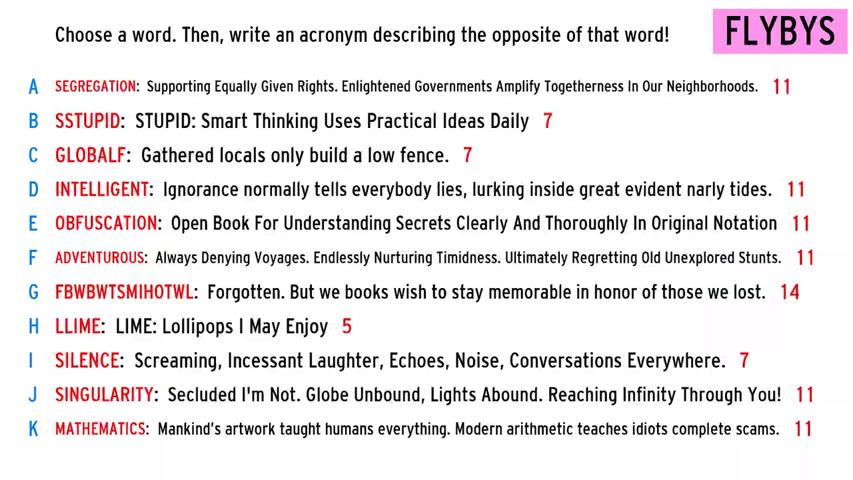 Choose a word. Then, write an acronym describing the opposite of that word!
FLYBYS
A SEGREGATION: Supporting Equally Given Rights. Enlightened Governments Amplify Togetherness In Our Neighborhoods. 11
B SSTUPID: STUPID: Smart Thinking Uses Practical Ideas Daily 7
C GLOBALF: Gathered locals only build a low fence. 7
D INTELLIGENT: Ignorance normally tells everybody lies, lurking inside great evident narly tides. 11
E OBFUSCATION: Open Book For Understanding Secrets Clearly And Thoroughly In Original Notation 11
F ADVENTUROUS: Always Denying Voyages. Endlessly Nurturing Timidness. Ultimately Regretting Old Unexplored Stunts. 11
G FBWBWTSMIHOTWL: Forgotten. But we books wish to stay memorable in honor of those we lost. 14
H LLIME: LIME: Lollipops I May Enjoy 5
I SILENCE: Screaming, Incessant Laughter, Echoes, Noise, Conversations Everywhere. 7
J SINGULARITY: Secluded I'm Not. Globe Unbound, Lights Abound. Reaching Infinity Through You! 11
K MATHEMATICS: Mankind's artwork taught humans everything. Modern arithmetic teaches idiots complete scams. 11